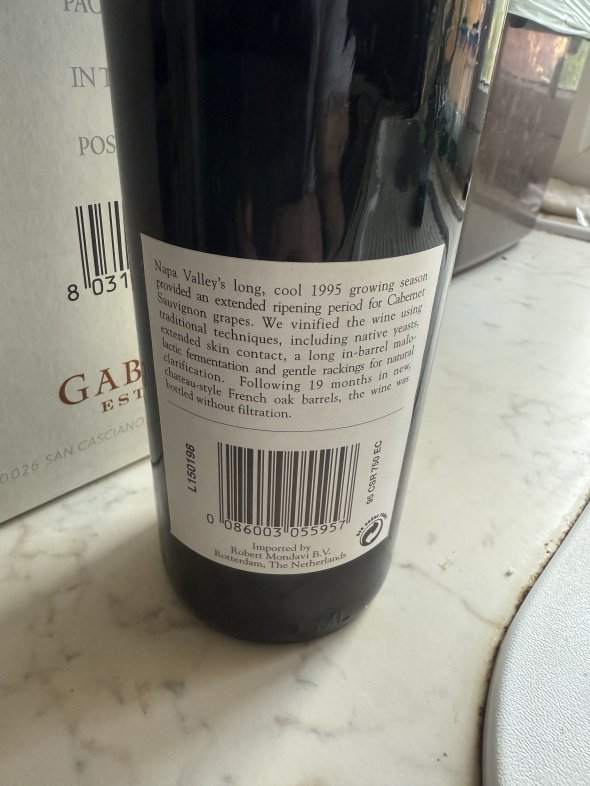 PAC
INT
POS
8 031
GAB
EST
0026 SAN CASCIANO
Napa Valley's long, cool 1995 growing season
provided an extended ripening period for Cabernet
Sauvignon grapes. We vinified the wine using
traditional techniques, including native yeasts,
extended skin contact, a long in-barrel malo-
lactic fermentation and gentle rackings for natural
clarification. Following 19 months in new,
chateau-style French oak barrels, the wine was
bottled without filtration.
L150198
95 CSR 750 EC
0 086003 055957
Imported by
Robert Mondavi B.V.
Rotterdam, The Netherlands